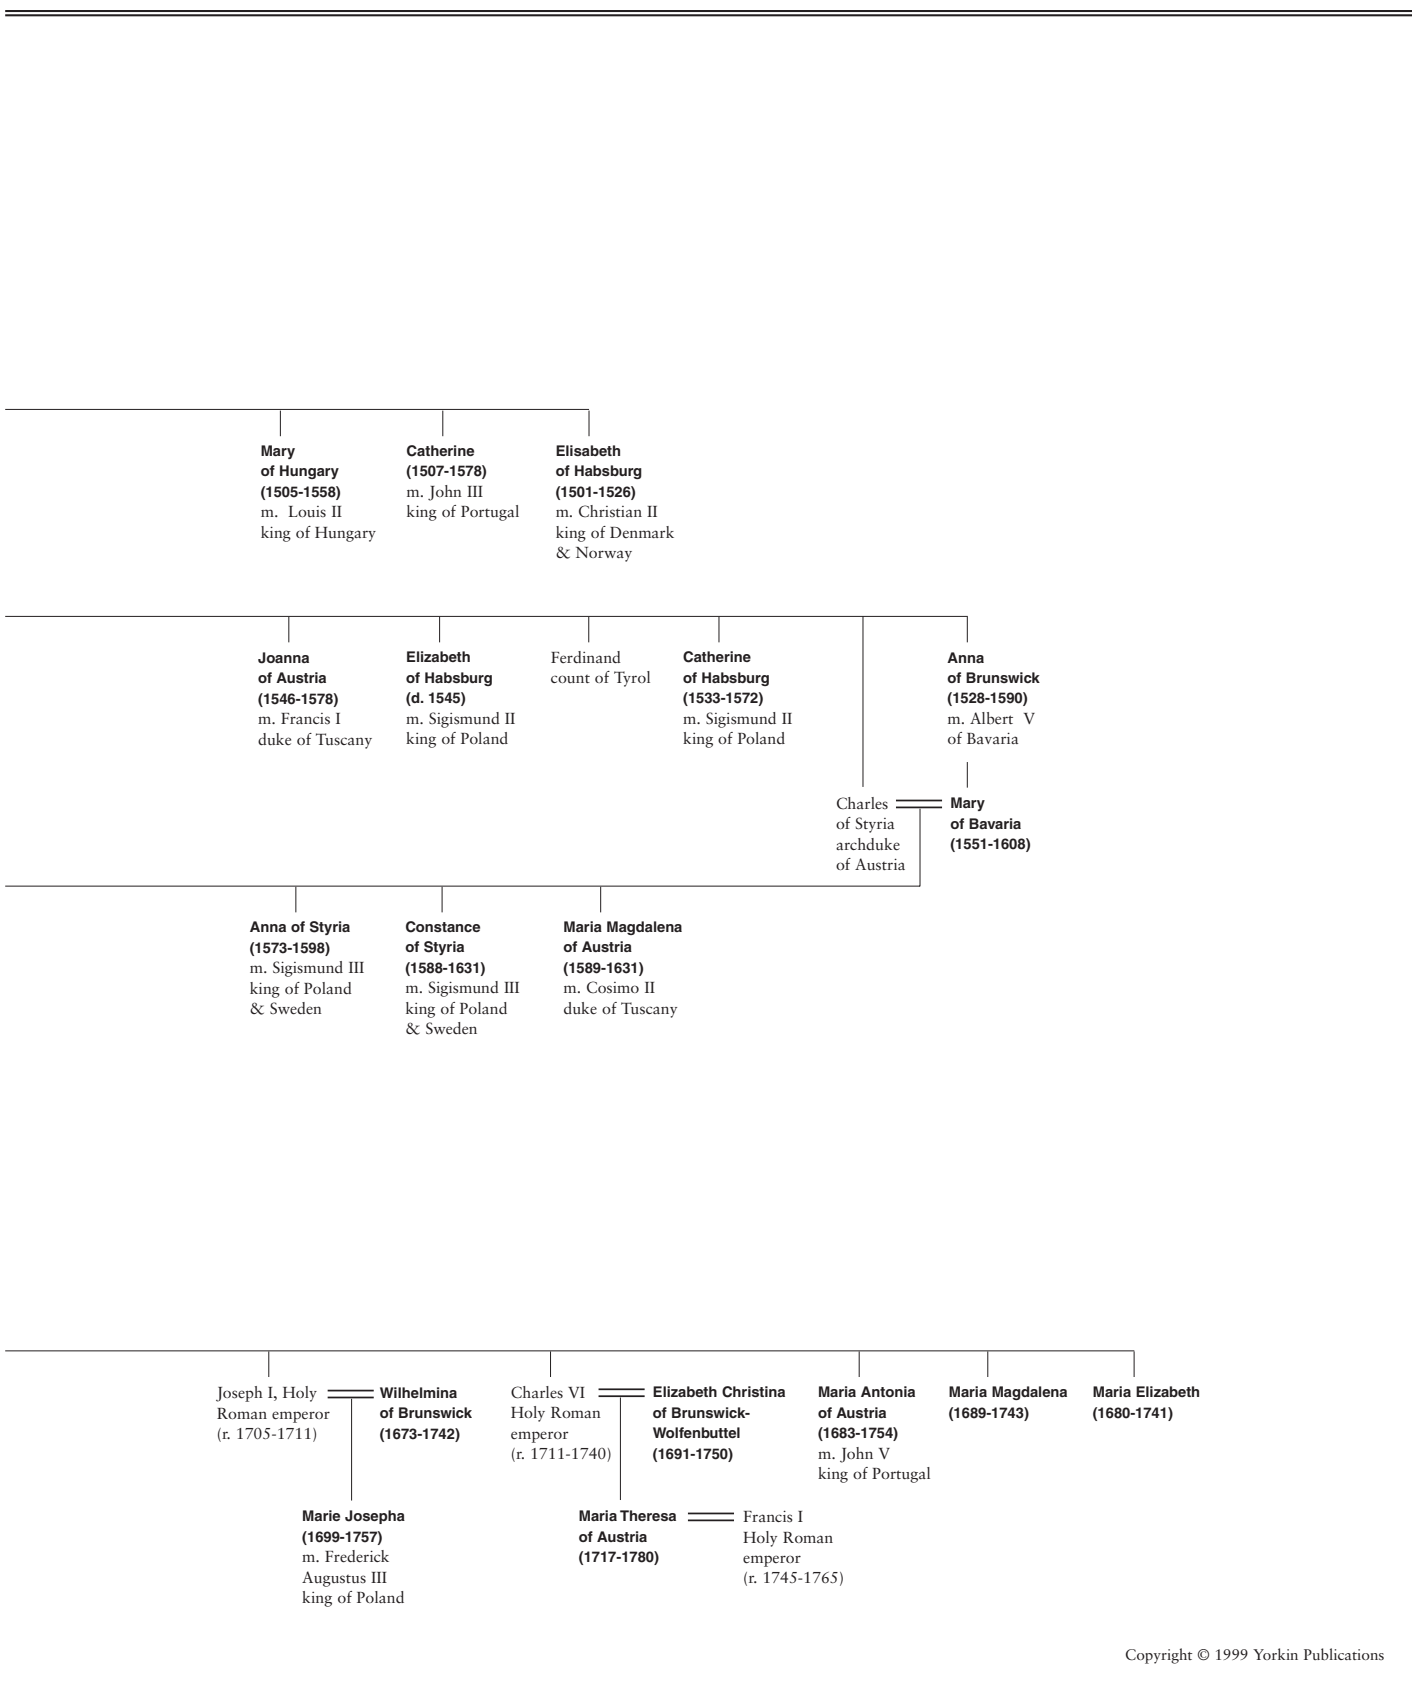 Mary
of Hungary
(1505-1558)
m. Louis II
king of Hungary
Catherine
(1507-1578)
m. John III
king of Portugal
Elisabeth
of Habsburg
(1501-1526)
m. Christian II
king of Denmark
& Norway
Joanna
of Austria
(1546-1578)
m. Francis I
duke of Tuscany
Elizabeth
of Habsburg
(d. 1545)
m. Sigismund II
king of Poland
Ferdinand
count of Tyrol
Catherine
of Habsburg
(1533-1572)
m. Sigismund II
king of Poland
Anna
of Brunswick
(1528-1590)
m. Albert V
of Bavaria
Charles
of Styria
archduke
of Austria
Mary
of Bavaria
(1551-1608)
Anna of Styria
(1573-1598)
m. Sigismund III
king of Poland
& Sweden
Constance
of Styria
(1588-1631)
m. Sigismund III
king of Poland
& Sweden
Maria Magdalena
of Austria
(1589-1631)
m. Cosimo II
duke of Tuscany
Joseph I, Holy
Roman emperor
(r. 1705-1711)
Wilhelmina
of Brunswick
(1673-1742)
Charles VI
Holy Roman
emperor
(r. 1711-1740)
Elizabeth Christina
of Brunswick-
Wolfenbuttel
(1691-1750)
Maria Antonia
of Austria
(1683-1754)
m. John V
king of Portugal
Maria Magdalena
(1689-1743)
Maria Elizabeth
(1680-1741)
Marie Josepha
(1699-1757)
m. Frederick
Augustus III
king of Poland
Maria Theresa
of Austria
(1717-1780)
Francis I
Holy Roman
emperor
(r. 1745-1765)
Copyright © 1999 Yorkin Publications